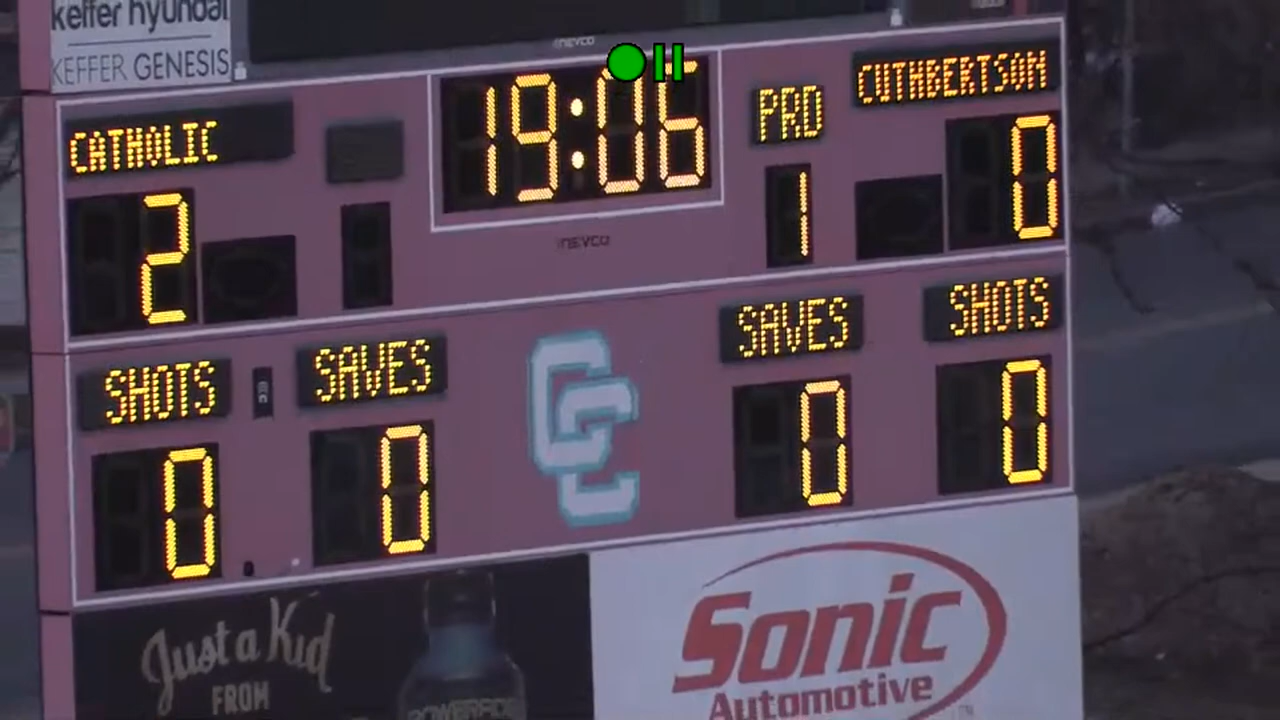 keffer hyundai
KEFFER GENESIS
NEVCO
CATHOLIC
19:06
PRD
CUTHBERTSON
2
1
0
NEVCO
SHOTS
SAVES
CC
SAVES
SHOTS
0
0
0
0
Just a Kid
FROM
POWERADE
Sonic
Automotive